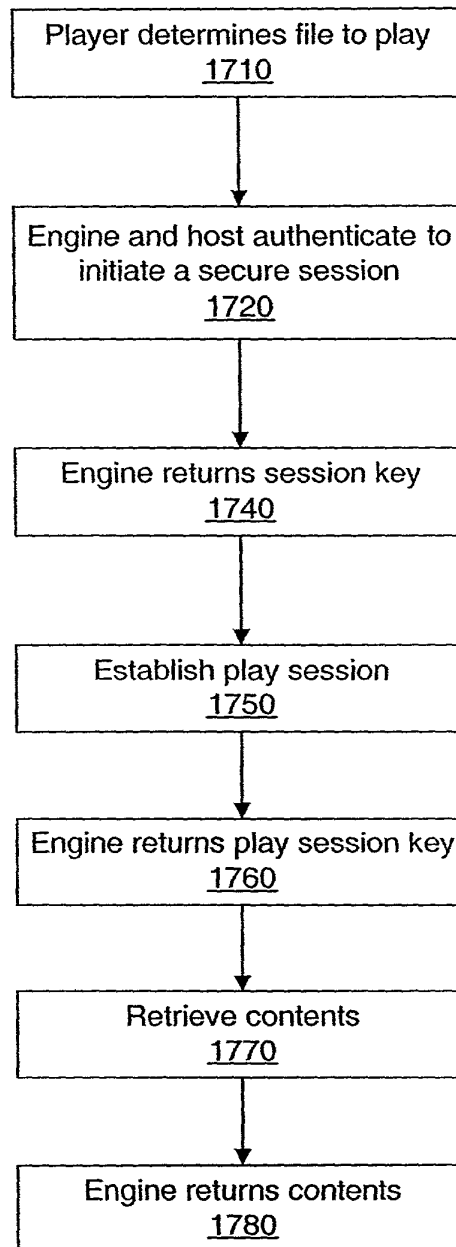 Player determines file to play
1710
Engine and host authenticate to
initiate a secure session
1720
Engine returns session key
1740
Establish play session
1750
Engine returns play session key
1760
Retrieve contents
1770
Engine returns contents
1780